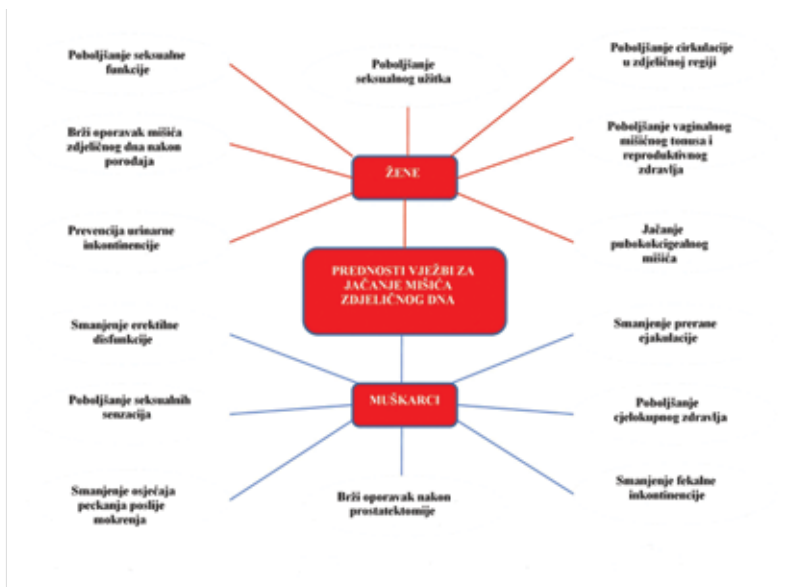 Poboljšanje seksualne
funkcije
Poboljšanje
seksualnog užitka
Poboljšanje cirkulacije
u zdjeličnoj regiji
Brži oporavak mišića
zdjeličnog dna nakon
porođaja
Poboljšanje vaginalnog
mišićnog tonusa i
reproduktivnog
zdravlja
ŽENE
Prevencija urinarne
inkontinencije
Jačanje
pubokokcigealnog
mišića
PREDNOSTI VJEŽBI ZA
JAČANJE MIŠIĆA
ZDJELIČNOG DNA
Smanjenje erektilne
disfunkcije
Smanjenje prerane
ejakulacije
MUŠKARCI
Poboljšanje seksualnih
senzacija
Poboljšanje
cjelokupnog zdravlja
Smanjenje osjećaja
peckanja poslije
mokrenja
Brži oporavak nakon
prostatektomije
Smanjenje fekalne
inkontinencije